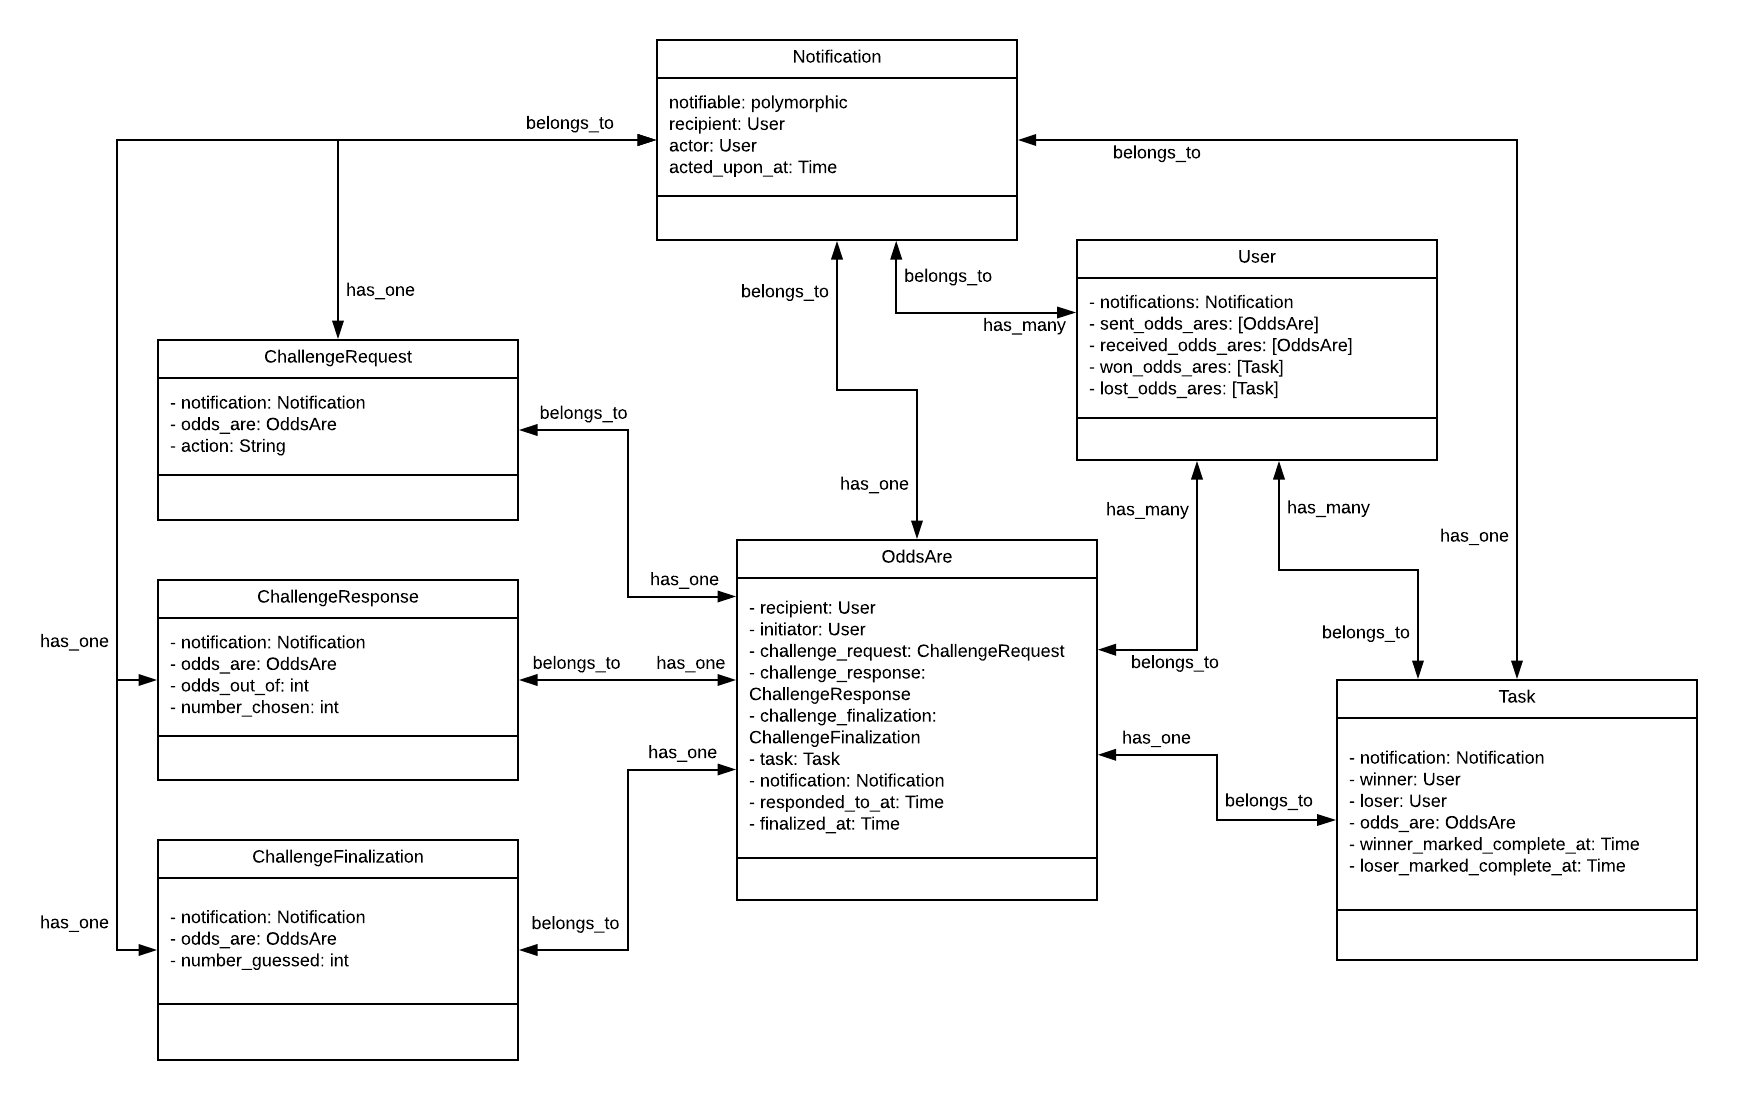 Notification
notifiable: polymorphic
recipient: User
actor: User
acted_upon_at: Time
belongs_to
belongs_to
has_one
belongs_to
belongs_to
has_many
User
- notifications: Notification
- sent_odds_ares: [OddsAre]
- received_odds_ares: [OddsAre]
- won_odds_ares: [Task]
- lost_odds_ares: [Task]
ChallengeRequest
- notification: Notification
- odds_are: OddsAre
- action: String
belongs_to
has_one
has_one
has_many
has_many
has_one
belongs_to
belongs_to
ChallengeResponse
- notification: Notification
- odds_are: OddsAre
- odds_out_of: int
- number_chosen: int
has_one
belongs_to
has_one
OddsAre
- recipient: User
- initiator: User
- challenge_request: ChallengeRequest
- challenge_response:
ChallengeResponse
- challenge_finalization:
ChallengeFinalization
- task: Task
- notification: Notification
- responded_to_at: Time
- finalized_at: Time
has_one
belongs_to
Task
- notification: Notification
- winner: User
- loser: User
- odds_are: OddsAre
- winner_marked_complete_at: Time
- loser_marked_complete_at: Time
ChallengeFinalization
- notification: Notification
- odds_are: OddsAre
- number_guessed: int
has_one
has_one
belongs_to